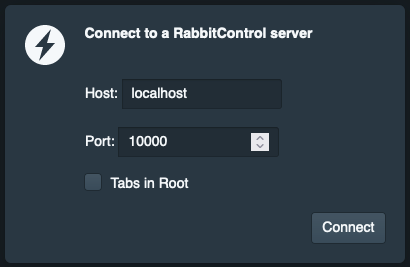 Connect to a RabbitControl server
Host: localhost
Port: 10000
Tabs in Root
Connect